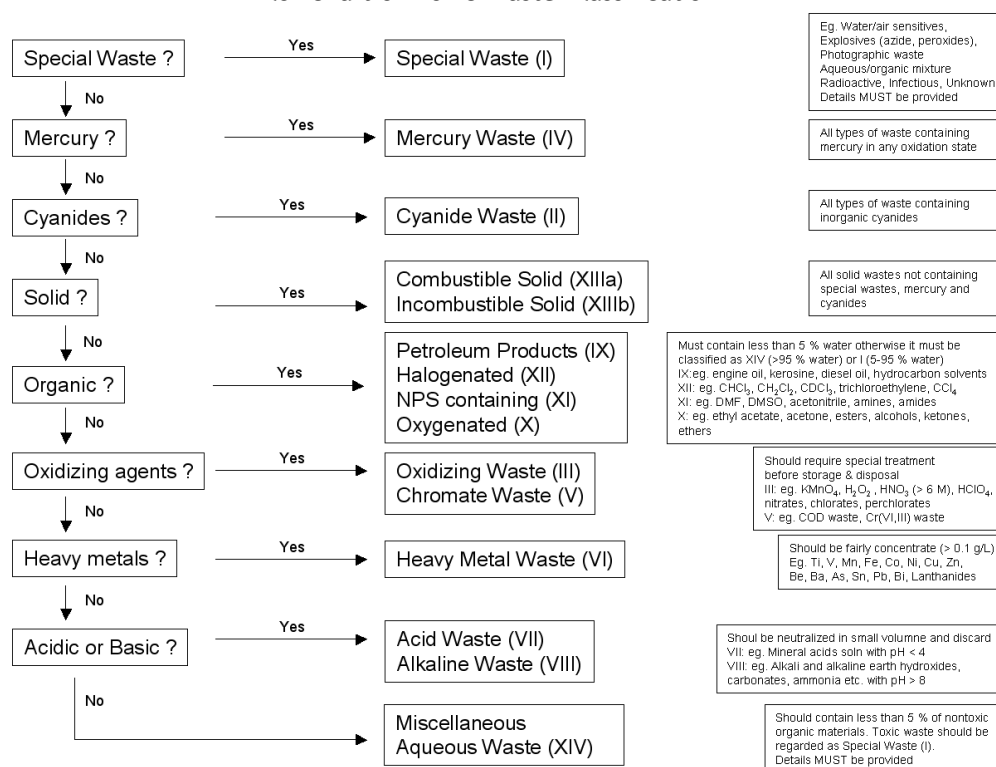 Special Waste ?
Yes
Special Waste (I)
Eg. Water/air sensitives,
Explosives (azide, peroxides),
Photographic waste
Aqueous/organic mixture
Radioactive, Infectious, Unknown
Details MUST be provided
No
Mercury ?
Yes
Mercury Waste (IV)
All types of waste containing
mercury in any oxidation state
No
Cyanides ?
Yes
Cyanide Waste (II)
All types of waste containing
inorganic cyanides
No
Solid ?
Yes
Combustible Solid (XIIIa)
Incombustible Solid (XIIIb)
All solid wastes not containing
special wastes, mercury and
cyanides
No
Organic ?
Yes
Petroleum Products (IX)
Halogenated (XII)
NPS containing (XI)
Oxygenated (X)
Must contain less than 5 % water otherwise it must be
classified as XIV (>95 % water) or I (5-95 % water)
IX:eg. engine oil, kerosine, diesel oil, hydrocarbon solvents
XII: eg. CHCl₃, CH₂Cl₂, CDCl₃, trichloroethylene, CCl₄
XI: eg. DMF, DMSO, acetonitrile, amines, amides
X: eg. ethyl acetate, acetone, esters, alcohols, ketones,
ethers
No
Oxidizing agents ?
Yes
Oxidizing Waste (III)
Chromate Waste (V)
Should require special treatment
before storage & disposal
III: eg. KMnO₄, H₂O₂ , HNO₃ (> 6 M), HClO₄,
nitrates, chlorates, perchlorates
V: eg. COD waste, Cr(VI,III) waste
No
Heavy metals ?
Yes
Heavy Metal Waste (VI)
Should be fairly concentrate (> 0.1 g/L)
Eg. Ti, V, Mn, Fe, Co, Ni, Cu, Zn,
Be, Ba, As, Sn, Pb, Bi, Lanthanides
No
Acidic or Basic ?
Yes
Acid Waste (VII)
Alkaline Waste (VIII)
Shoul be neutralized in small volumne and discard
VII: eg. Mineral acids soln with pH < 4
VIII: eg. Alkali and alkaline earth hydroxides,
carbonates, ammonia etc. with pH > 8
No
Miscellaneous
Aqueous Waste (XIV)
Should contain less than 5 % of nontoxic
organic materials. Toxic waste should be
regarded as Special Waste (I).
Details MUST be provided